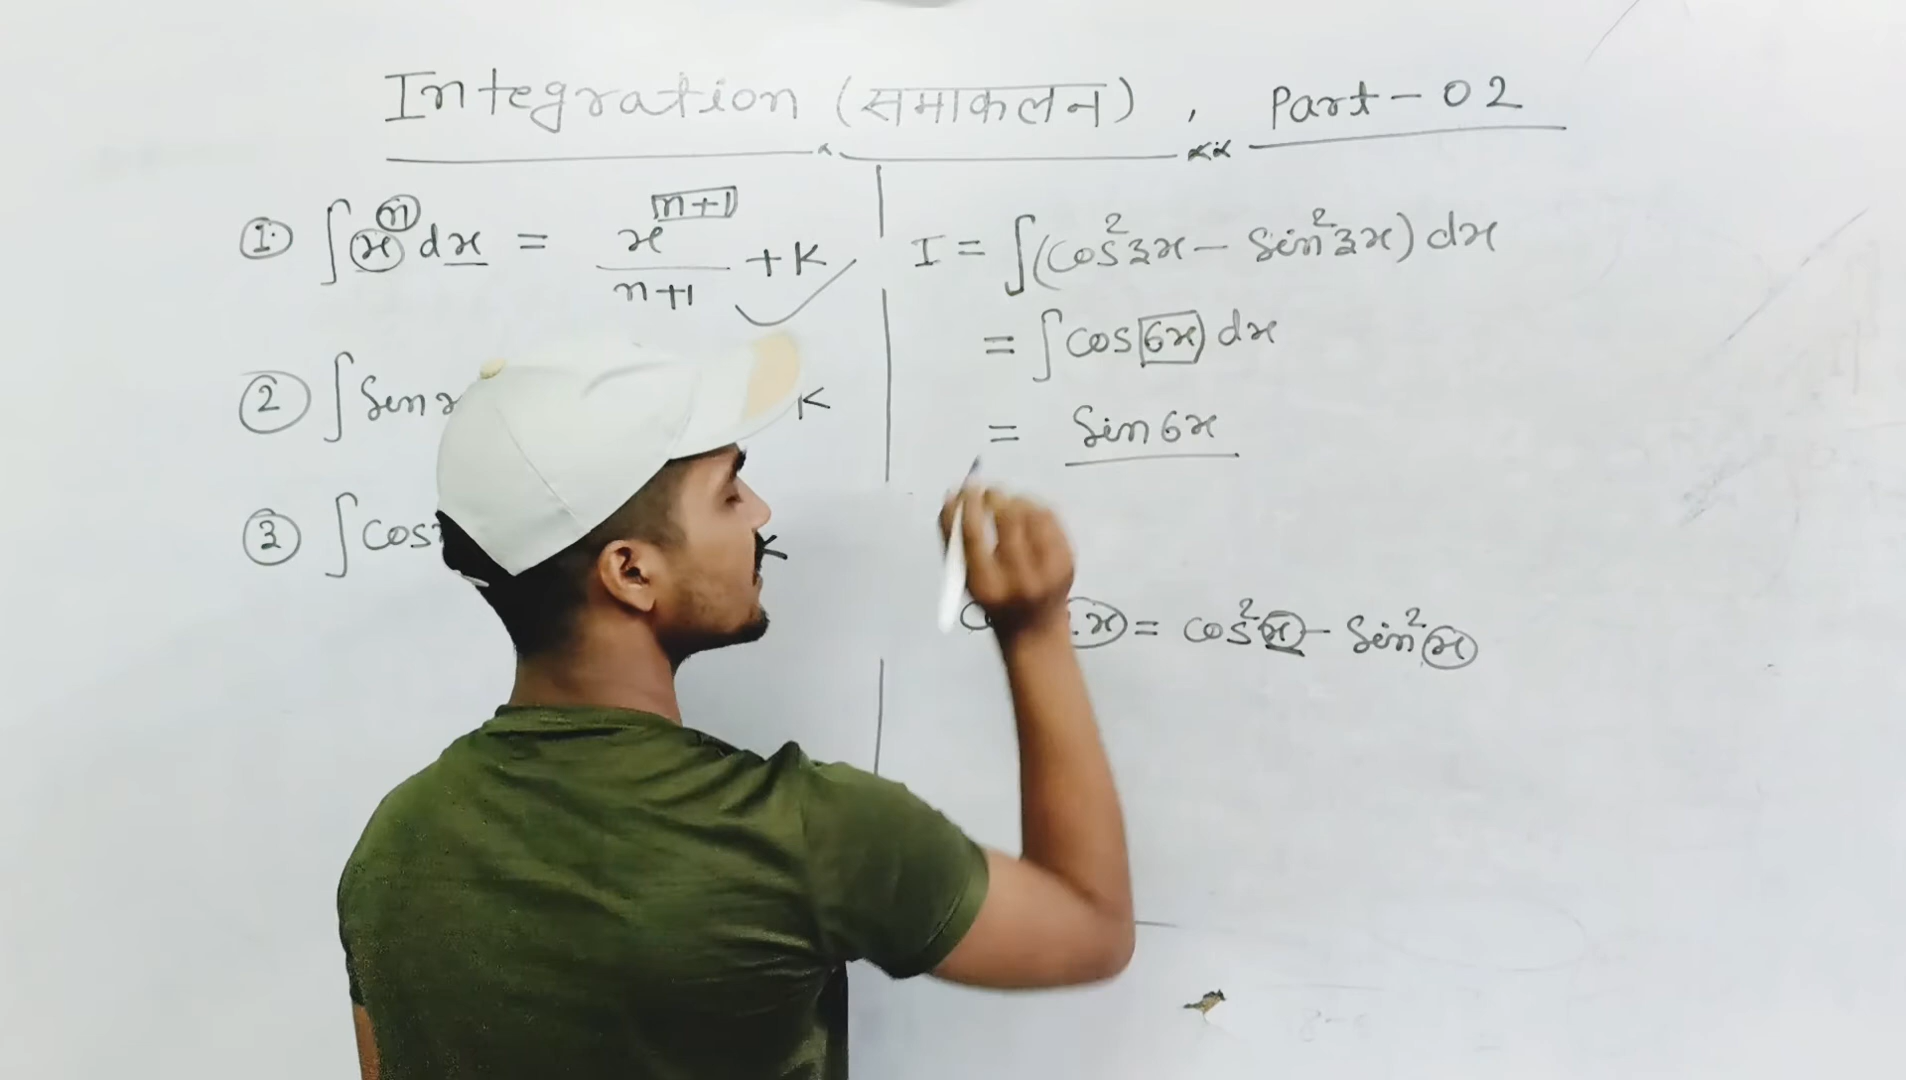 Integration (समाकलन), Part-02
① ∫xⁿ dx = xⁿ⁺¹/n+1 + K
② ∫Sin x K
③ ∫Cos K
I = ∫(Cos²3x - Sin²3x) dx
= ∫Cos 6x dx
= Sin 6x
x = Cos²x - Sin²x